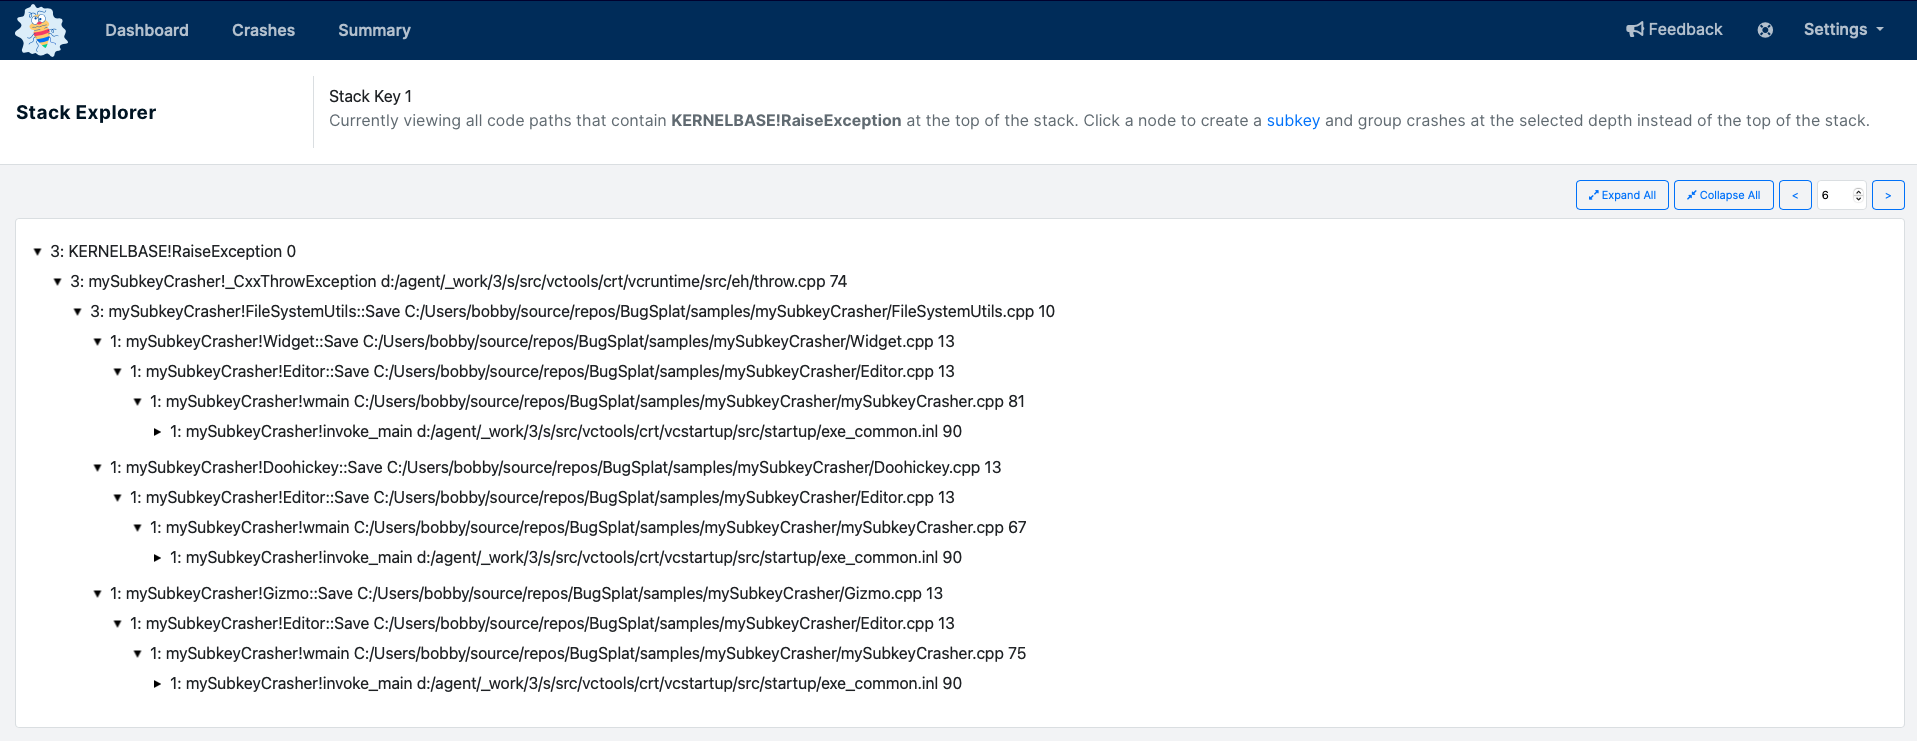 Dashboard Crashes Summary Feedback Settings
Stack Explorer
Stack Key 1
Currently viewing all code paths that contain KERNELBASE!RaiseException at the top of the stack. Click a node to create a subkey and group crashes at the selected depth instead of the top of the stack.
Expand All Collapse All < 6 >
3: KERNELBASE!RaiseException 0
3: mySubkeyCrasher!_CxxThrowException d:/agent/_work/3/s/src/vctools/crt/vcruntime/src/eh/throw.cpp 74
3: mySubkeyCrasher!FileSystemUtils::Save C:/Users/bobby/source/repos/BugSplat/samples/mySubkeyCrasher/FileSystemUtils.cpp 10
1: mySubkeyCrasher!Widget::Save C:/Users/bobby/source/repos/BugSplat/samples/mySubkeyCrasher/Widget.cpp 13
1: mySubkeyCrasher!Editor::Save C:/Users/bobby/source/repos/BugSplat/samples/mySubkeyCrasher/Editor.cpp 13
1: mySubkeyCrasher!wmain C:/Users/bobby/source/repos/BugSplat/samples/mySubkeyCrasher/mySubkeyCrasher.cpp 81
1: mySubkeyCrasher!invoke_main d:/agent/_work/3/s/src/vctools/crt/vcstartup/src/startup/exe_common.inl 90
1: mySubkeyCrasher!Doohickey::Save C:/Users/bobby/source/repos/BugSplat/samples/mySubkeyCrasher/Doohickey.cpp 13
1: mySubkeyCrasher!Editor::Save C:/Users/bobby/source/repos/BugSplat/samples/mySubkeyCrasher/Editor.cpp 13
1: mySubkeyCrasher!wmain C:/Users/bobby/source/repos/BugSplat/samples/mySubkeyCrasher/mySubkeyCrasher.cpp 67
1: mySubkeyCrasher!invoke_main d:/agent/_work/3/s/src/vctools/crt/vcstartup/src/startup/exe_common.inl 90
1: mySubkeyCrasher!Gizmo::Save C:/Users/bobby/source/repos/BugSplat/samples/mySubkeyCrasher/Gizmo.cpp 13
1: mySubkeyCrasher!Editor::Save C:/Users/bobby/source/repos/BugSplat/samples/mySubkeyCrasher/Editor.cpp 13
1: mySubkeyCrasher!wmain C:/Users/bobby/source/repos/BugSplat/samples/mySubkeyCrasher/mySubkeyCrasher.cpp 75
1: mySubkeyCrasher!invoke_main d:/agent/_work/3/s/src/vctools/crt/vcstartup/src/startup/exe_common.inl 90